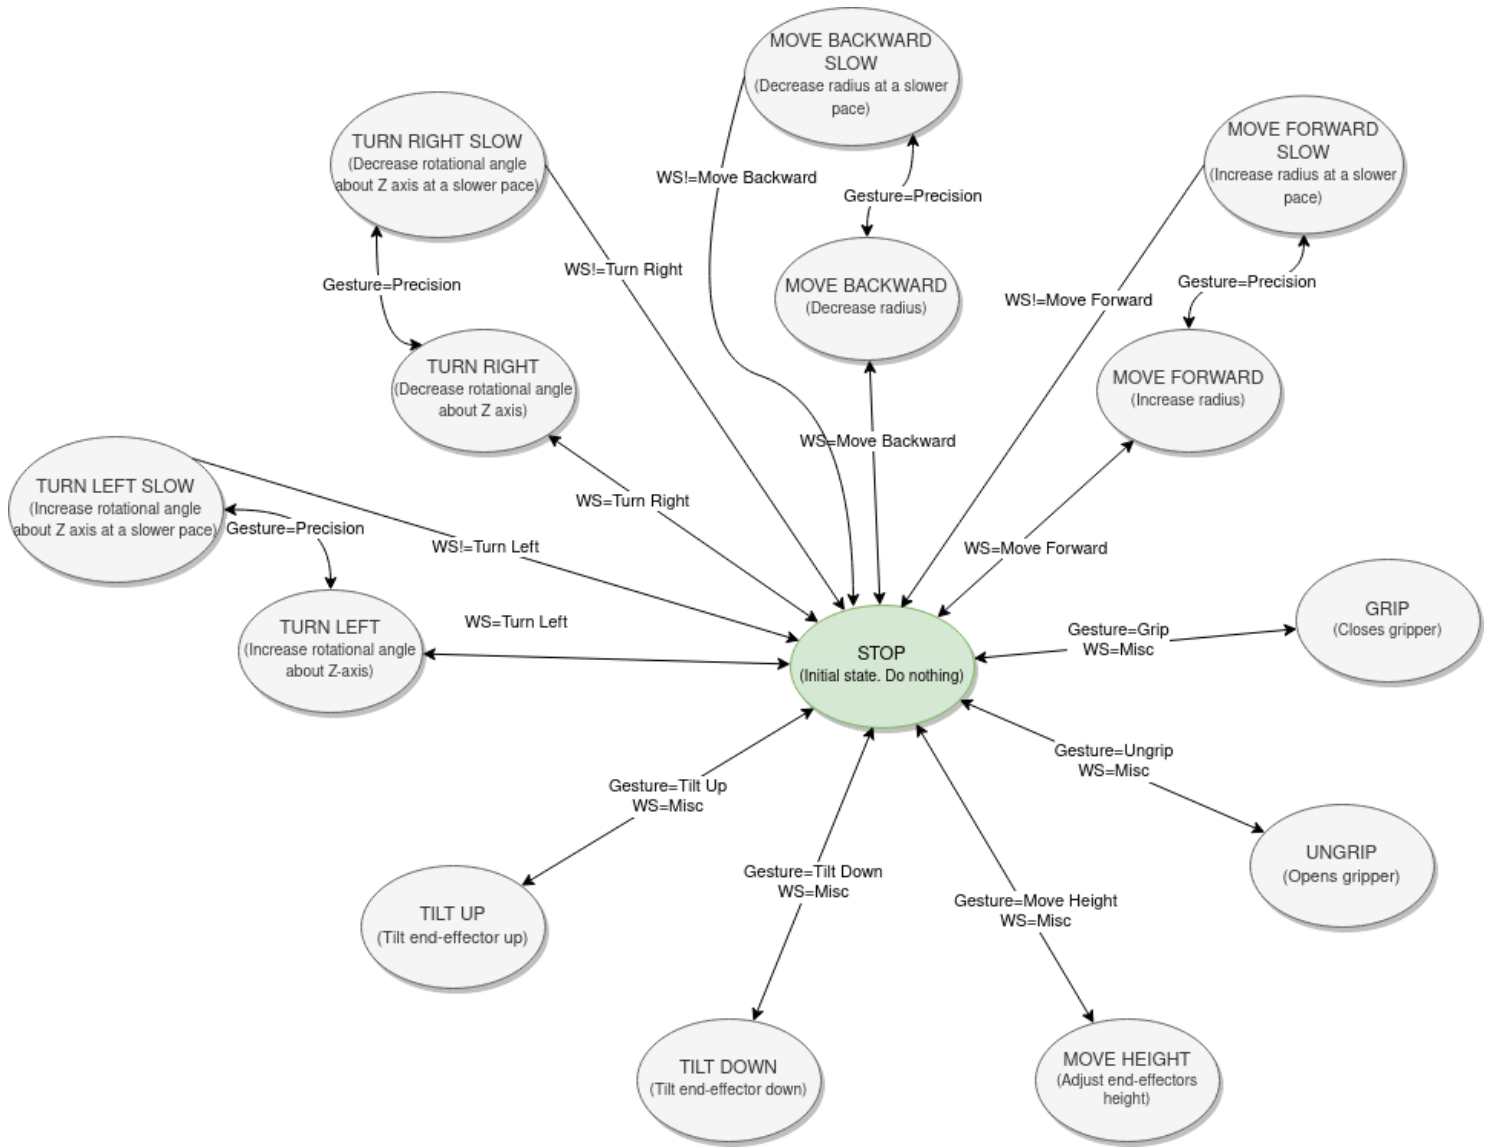 MOVE BACKWARD
SLOW
(Decrease radius at a slower
pace)
TURN RIGHT SLOW
(Decrease rotational angle
about Z axis at a slower pace)
MOVE FORWARD
SLOW
(Increase radius at a slower
pace)
WS!=Move Backward
Gesture=Precision
WS!=Turn Right
Gesture=Precision
MOVE BACKWARD
(Decrease radius)
WS!=Move Forward
Gesture=Precision
TURN RIGHT
(Decrease rotational angle
about Z axis)
MOVE FORWARD
(Increase radius)
WS=Move Backward
TURN LEFT SLOW
(Increase rotational angle
about Z axis at a slower pace)
Gesture=Precision
WS=Turn Right
WS!=Turn Left
WS=Move Forward
TURN LEFT
(Increase rotational angle
about Z-axis)
WS=Turn Left
STOP
(Initial state. Do nothing)
Gesture=Grip
WS=Misc
GRIP
(Closes gripper)
Gesture=Ungrip
WS=Misc
Gesture=Tilt Up
WS=Misc
UNGRIP
(Opens gripper)
Gesture=Tilt Down
WS=Misc
Gesture=Move Height
WS=Misc
TILT UP
(Tilt end-effector up)
TILT DOWN
(Tilt end-effector down)
MOVE HEIGHT
(Adjust end-effectors
height)